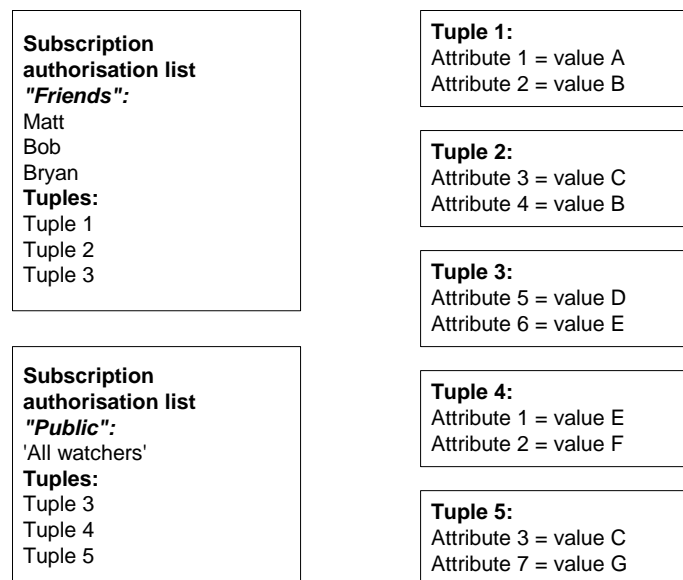 Subscription
authorisation list
"Friends":
Matt
Bob
Bryan
Tuples:
Tuple 1
Tuple 2
Tuple 3
Subscription
authorisation list
"Public":
'All watchers'
Tuples:
Tuple 3
Tuple 4
Tuple 5
Tuple 1:
Attribute 1 = value A
Attribute 2 = value B
Tuple 2:
Attribute 3 = value C
Attribute 4 = value B
Tuple 3:
Attribute 5 = value D
Attribute 6 = value E
Tuple 4:
Attribute 1 = value E
Attribute 2 = value F
Tuple 5:
Attribute 3 = value C
Attribute 7 = value G